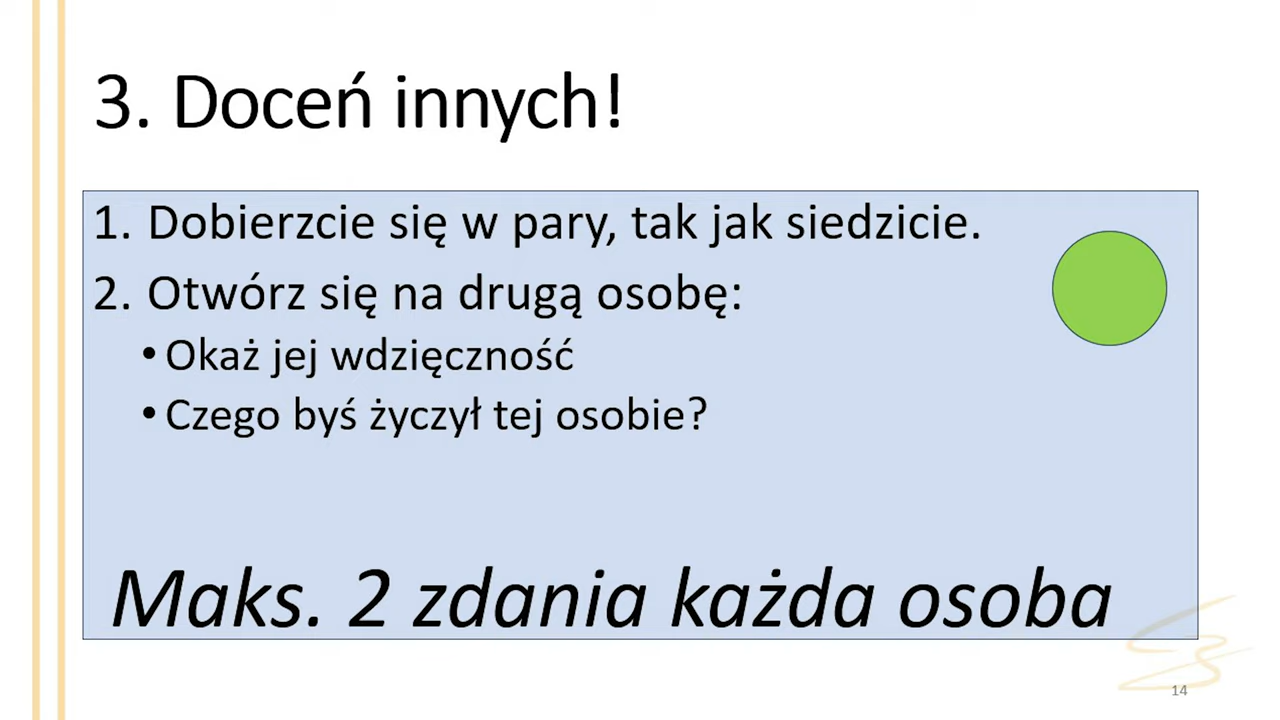 3. Doceń innych!
1. Dobierzcie się w pary, tak jak siedzicie.
2. Otwórz się na drugą osobę:
• Okaż jej wdzięczność
• Czego byś życzył tej osobie?
Maks. 2 zdania każda osoba
14